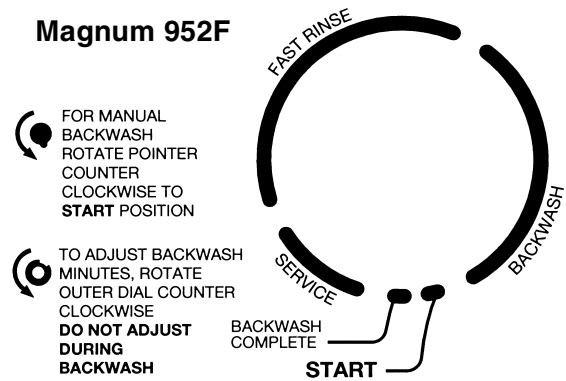 Magnum 952F
FAST RINSE
FOR MANUAL
BACKWASH
ROTATE POINTER
COUNTER
CLOCKWISE TO
START POSITION
BACKWASH
TO ADJUST BACKWASH
MINUTES, ROTATE
OUTER DIAL COUNTER
CLOCKWISE
DO NOT ADJUST
DURING
BACKWASH
SERVICE
BACKWASH
COMPLETE
START